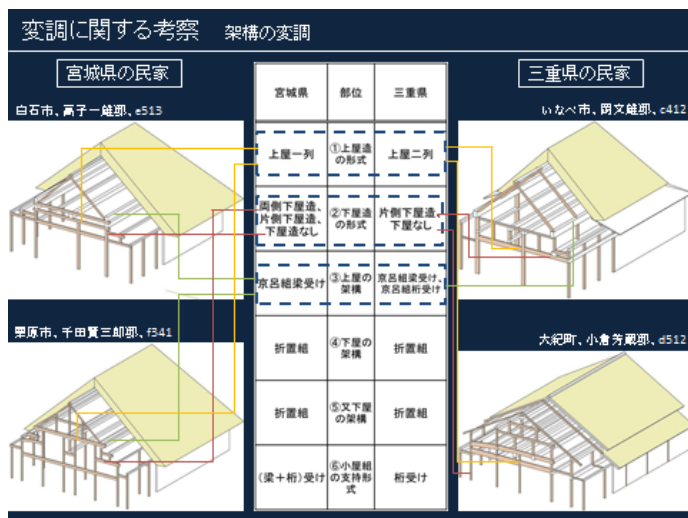 変調に関する考察 架構の変調
宮城県の民家
三重県の民家
白石市、高子一雄邸、e513
いなべ市、岡文雄邸、c412
栗原市、千田賢三郎邸、f341
大紀町、小倉芳蔵邸、d512
宮城県 部位 三重県
上屋一列 ①上屋造の形式 上屋二列
両側下屋造、片側下屋造、下屋造なし ②下屋造の形式 片側下屋造、下屋なし
京呂組梁受け ③上屋の架構 京呂組梁受け、京呂組桁受け
折置組 ④下屋の架構 折置組
折置組 ⑤又下屋の架構 折置組
(梁+桁)受け ⑥小屋組の支持形式 桁受け